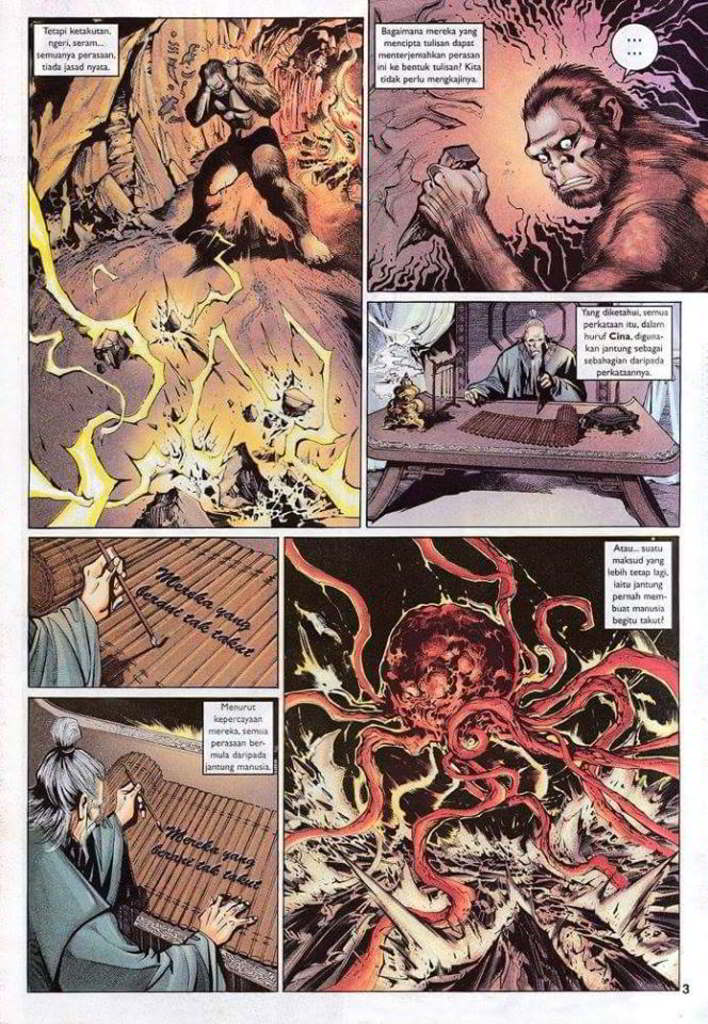 Tetapi ketakutan,
ngeri, seram...
semuanya perasaan,
tiada jasad nyata.
Bagaimana mereka yang
mencipta tulisan dapat
menterjemahkan perasan
ini ke bentuk tulisan? Kita
tidak perlu mengkajinya.
...
...
Yang diketahui, semua
perkataan itu, dalam
huruf Cina, diguna-
kan jantung sebagai
sebahagian daripada
perkataannya.
Mereka yang
berani tak takut
Atau... suatu
maksud yang
lebih tetap lagi,
iaitu jantung
pernah mem-
buat manusia
begitu takut?
Menurut
kepercayaan
mereka, semua
perasaan ber-
mula daripada
jantung manusia.
Mereka yang
berani tak takut
3